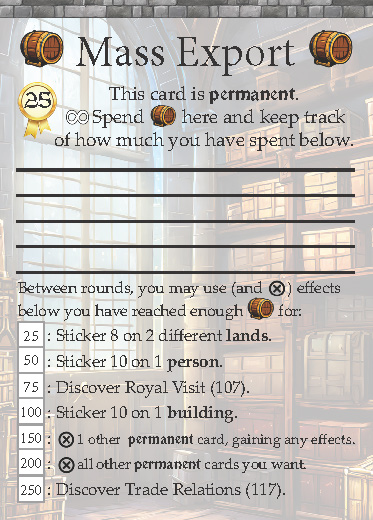 Mass Export
25
This card is permanent.
∞ Spend here and keep track
of how much you have spent below.
Between rounds, you may use (and ⊗) effects
below you have reached enough for:
25 : Sticker 8 on 2 different lands.
50 : Sticker 10 on 1 person.
75 : Discover Royal Visit (107).
100 : Sticker 10 on 1 building.
150 : ⊗ 1 other permanent card, gaining any effects.
200 : ⊗ all other permanent cards you want.
250 : Discover Trade Relations (117).